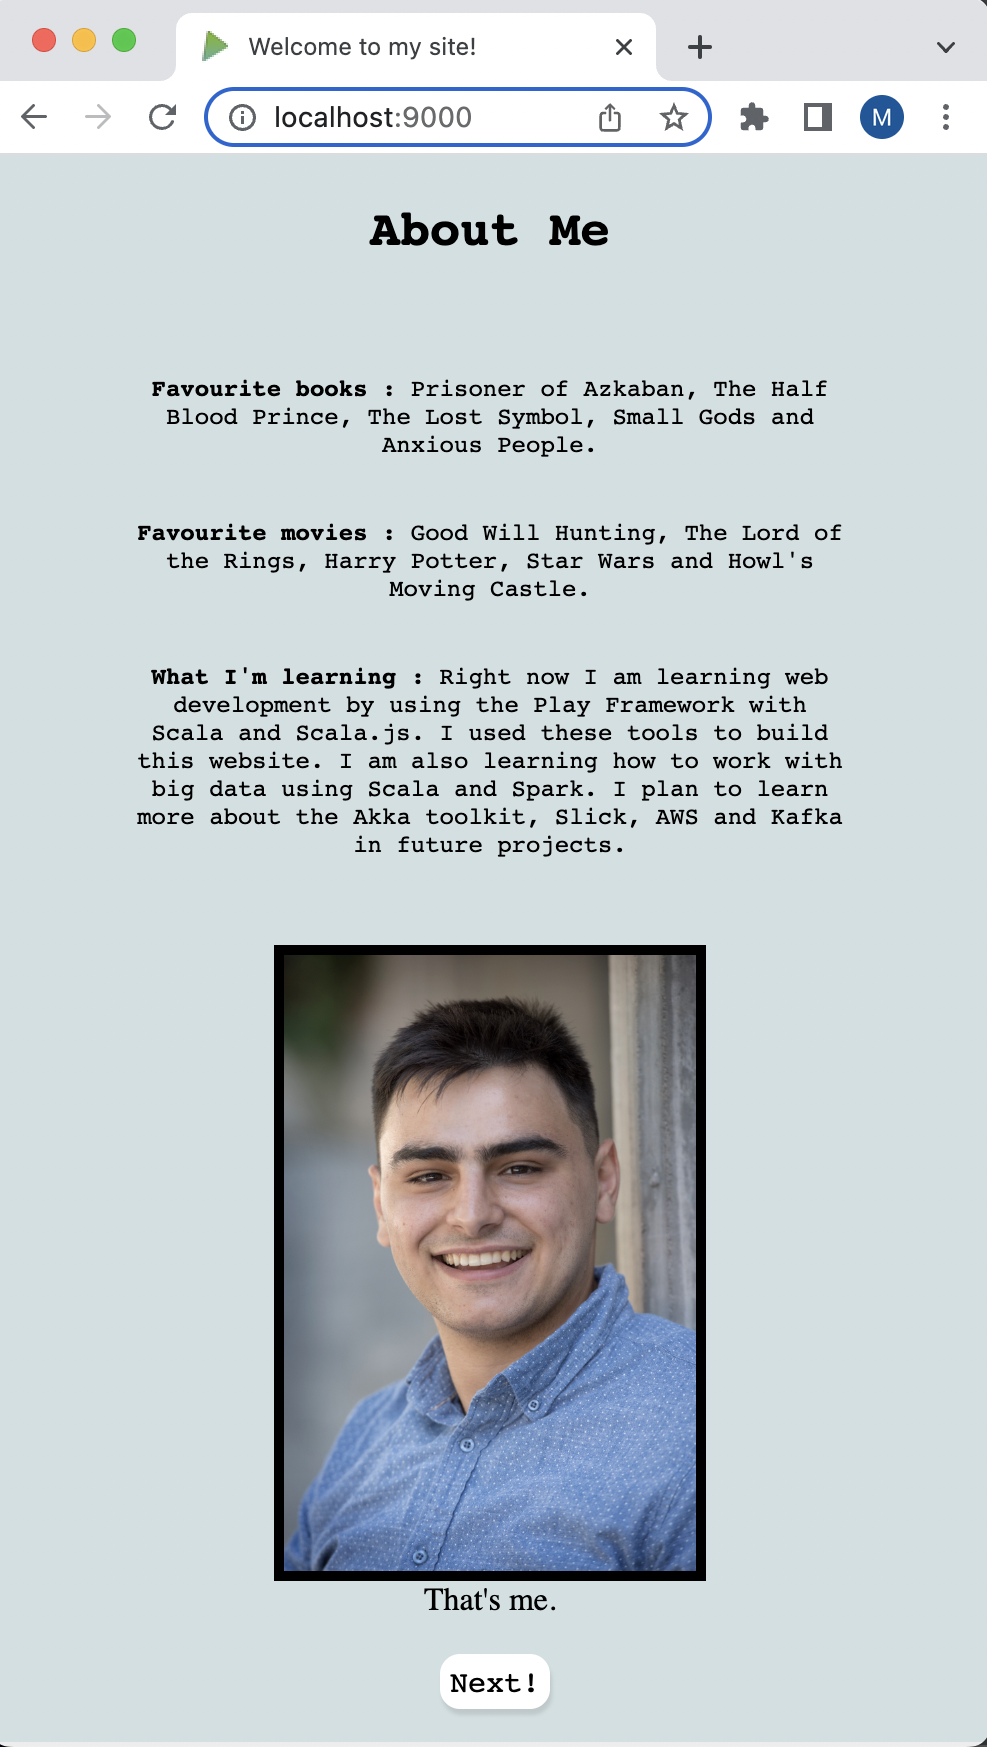 Welcome to my site!
localhost:9000
M
About Me
Favourite books : Prisoner of Azkaban, The Half
Blood Prince, The Lost Symbol, Small Gods and
Anxious People.
Favourite movies : Good Will Hunting, The Lord of
the Rings, Harry Potter, Star Wars and Howl's
Moving Castle.
What I'm learning : Right now I am learning web
development by using the Play Framework with
Scala and Scala.js. I used these tools to build
this website. I am also learning how to work with
big data using Scala and Spark. I plan to learn
more about the Akka toolkit, Slick, AWS and Kafka
in future projects.
That's me.
Next!